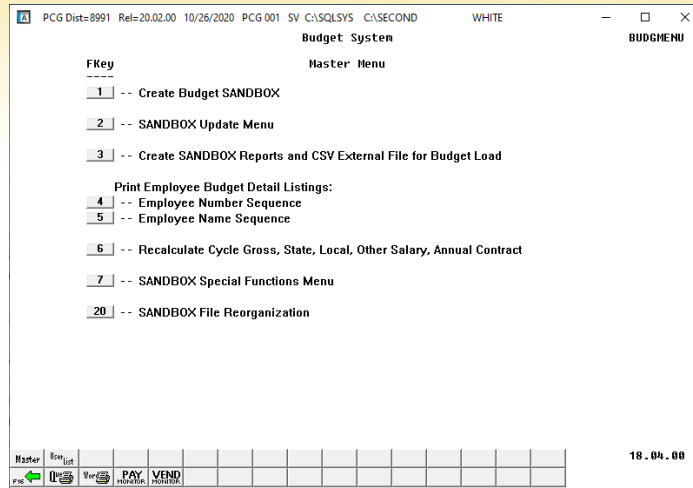 A PCG Dist=8991 Rel=20.02.00 10/26/2020 PCG 001 SV C:\SQLSYS C:\SECOND WHITE
Budget System BUDGMENU
FKey Master Menu
----
1 -- Create Budget SANDBOX
2 -- SANDBOX Update Menu
3 -- Create SANDBOX Reports and CSV External File for Budget Load
Print Employee Budget Detail Listings:
4 -- Employee Number Sequence
5 -- Employee Name Sequence
6 -- Recalculate Cycle Gross, State, Local, Other Salary, Annual Contract
7 -- SANDBOX Special Functions Menu
20 -- SANDBOX File Reorganization
Master User list 18.04.00
F16 Que Wor PAY MONITOR VEND MONITOR